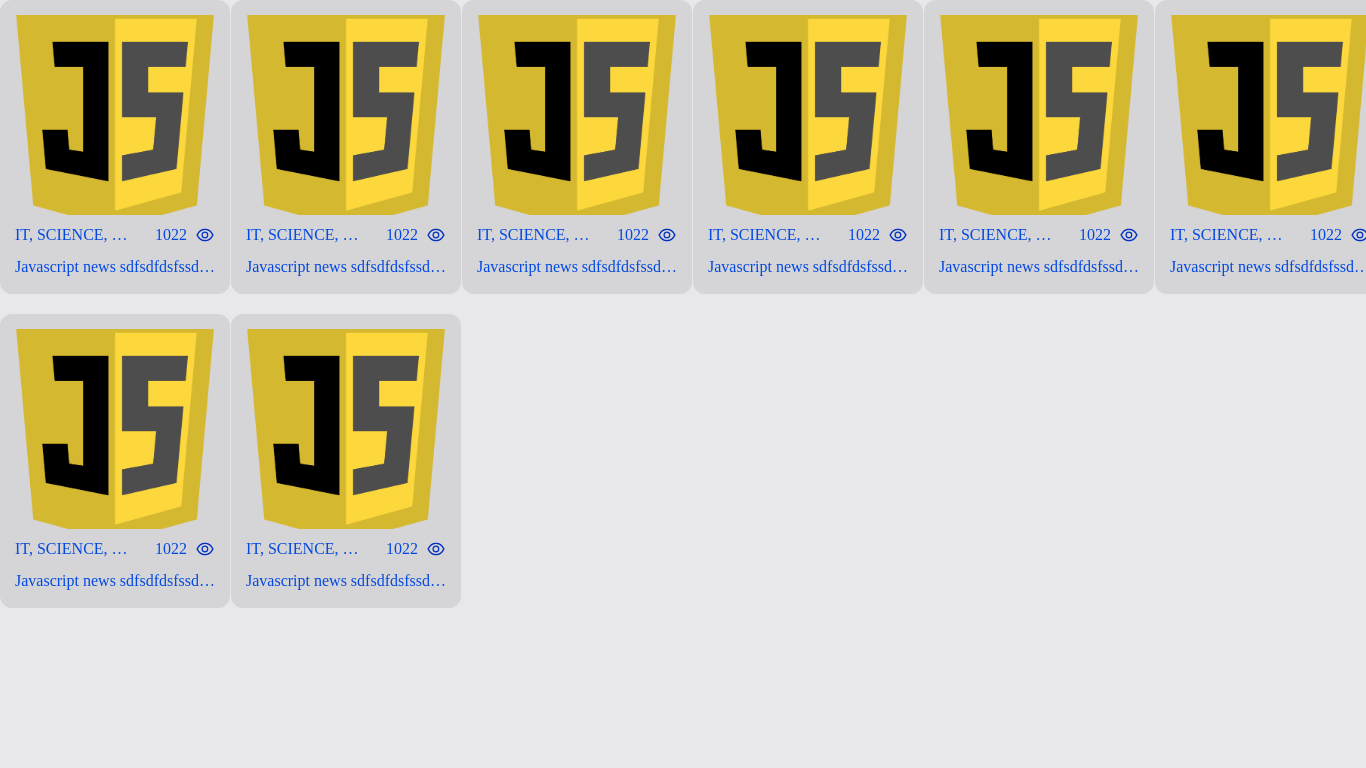 JS JS JS JS JS JS
IT, SCIENCE, … 1022 IT, SCIENCE, … 1022 IT, SCIENCE, … 1022 IT, SCIENCE, … 1022 IT, SCIENCE, … 1022 IT, SCIENCE, … 1022
Javascript news sdfsdfdsfssd… Javascript news sdfsdfdsfssd… Javascript news sdfsdfdsfssd… Javascript news sdfsdfdsfssd… Javascript news sdfsdfdsfssd… Javascript news sdfsdfdsfssd…
JS JS
IT, SCIENCE, … 1022 IT, SCIENCE, … 1022
Javascript news sdfsdfdsfssd… Javascript news sdfsdfdsfssd…